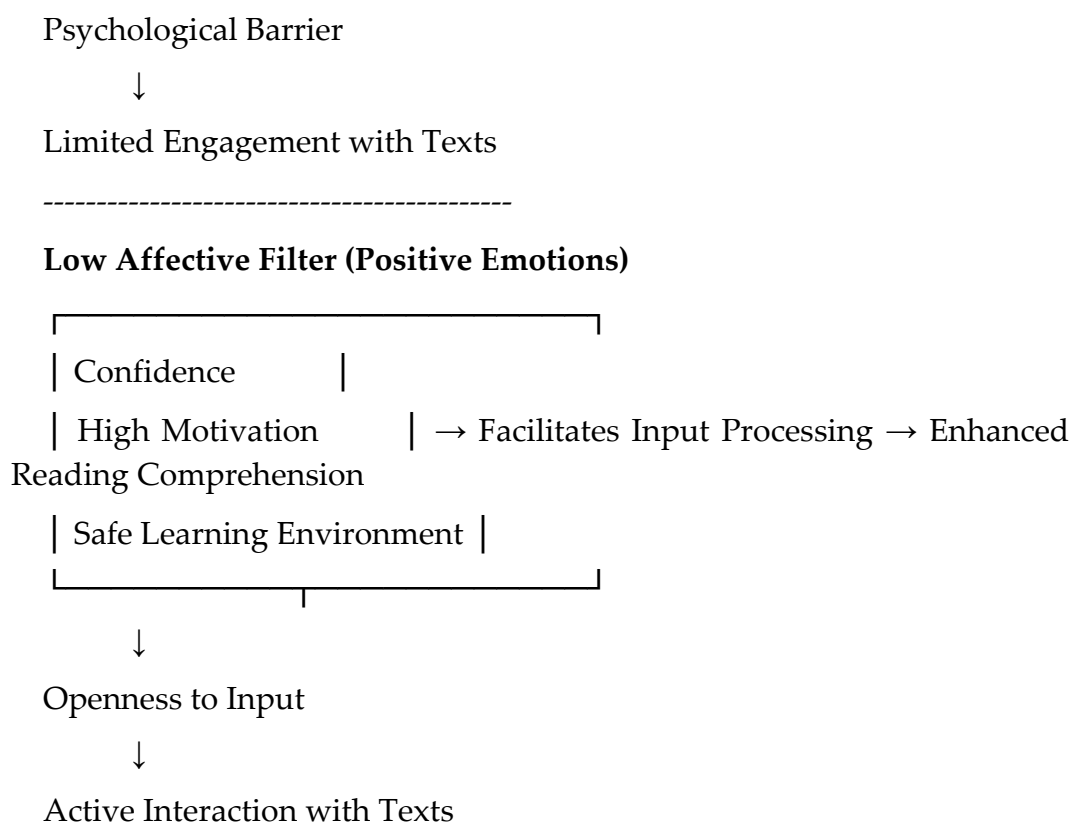 Psychological Barrier
↓
Limited Engagement with Texts
--------------------------------------------
Low Affective Filter (Positive Emotions)
┌─────────────────────────────┐
│ Confidence │
│ High Motivation │ → Facilitates Input Processing → Enhanced
Reading Comprehension
│ Safe Learning Environment │
└─────────────┬───────────────┘
↓
Openness to Input
↓
Active Interaction with Texts